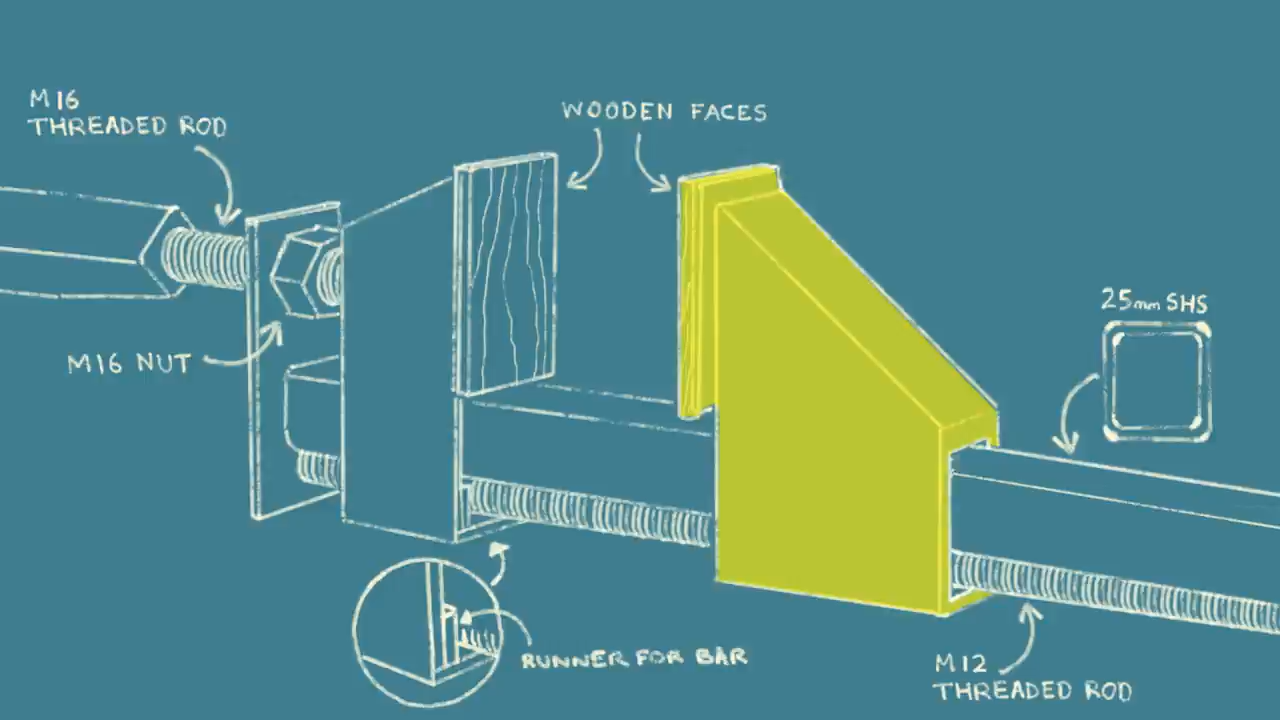 M16
THREADED ROD
WOODEN FACES
25mm SHS
M16 NUT
RUNNER FOR BAR
M12
THREADED ROD